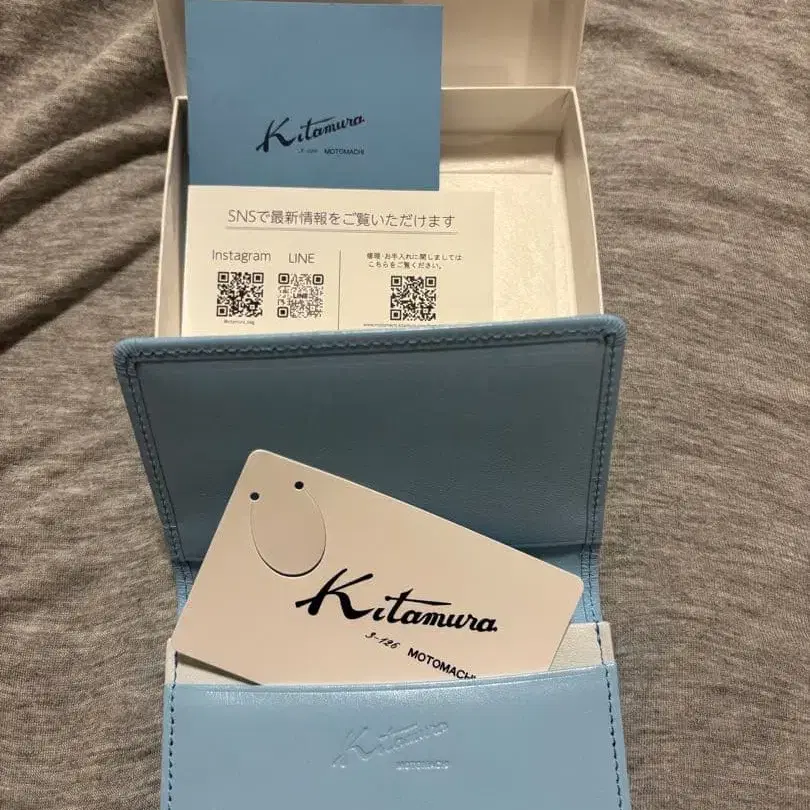 Kitamura
MOTOMACHI
SNSで最新情報をご覧いただけます
Instagram LINE
修理・お手入れに関しましては
こちらをご覧ください。
LINE
Kitamura
3-126 MOTOMACHI
Kitamura
MOTOMACHI